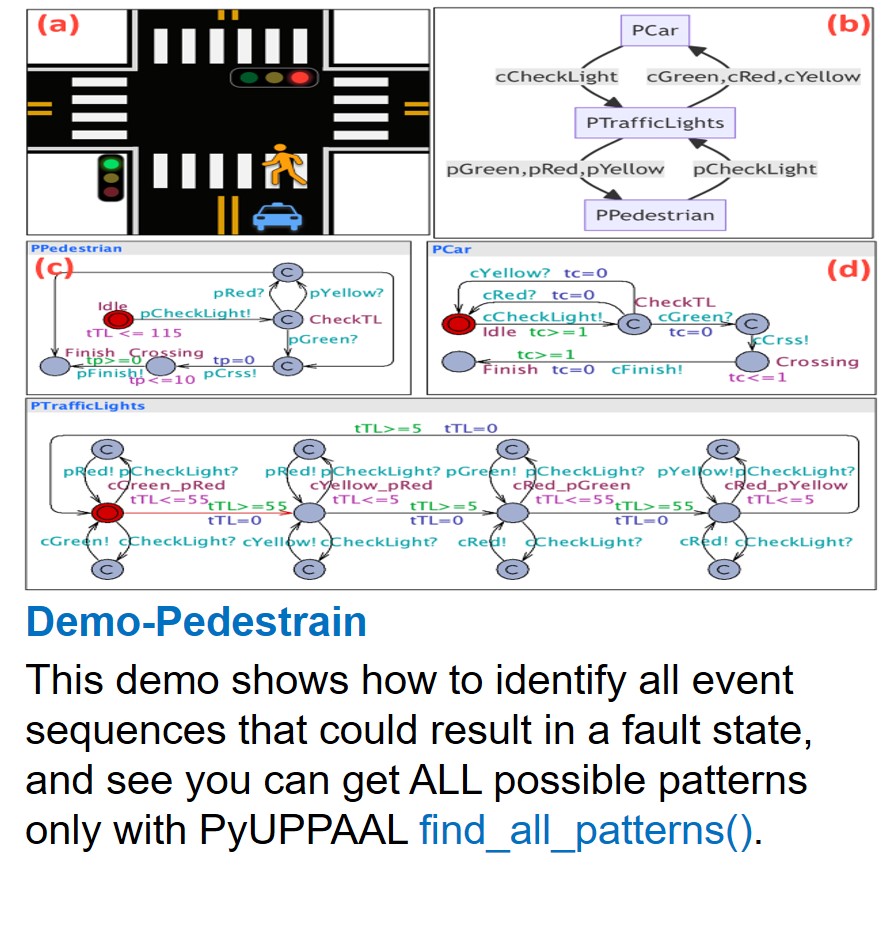 (a)
PCar
(b)
cCheckLight
cGreen,cRed,cYellow
PTrafficLights
pGreen,pRed,pYellow
pCheckLight
PPedestrian
PPedestrian
(c)
pRed?
pYellow?
Idle
pCheckLight!
CheckTL
tTL <= 115
pGreen?
Finish
Crossing
tp>=0
tp=0
pFinish!
tp<=10
pCrss!
PCar
(d)
cYellow? tc=0
cRed? tc=0
CheckTL
cCheckLight!
cGreen?
Idle
tc>=1
tc=0
cCrss!
tc>=1
Crossing
Finish
tc=0
cFinish!
tc<=1
PTrafficLights
tTL>=5 tTL=0
pRed! pCheckLight?
pRed! pCheckLight?
pGreen! pCheckLight?
pYellow! pCheckLight?
cGreen_pRed
cYellow_pRed
cRed_pGreen
cRed_pYellow
tTL<=55
tTL<=5
tTL<=55
tTL<=5
tTL>=55
tTL>=5
tTL>=55
tTL=0
tTL=0
tTL=0
cGreen! cCheckLight?
cYellow! cCheckLight?
cRed! cCheckLight?
cRed! cCheckLight?
C
C
C
C
C
C
C
C
C
C
C
C
Demo-Pedestrain
This demo shows how to identify all event
sequences that could result in a fault state,
and see you can get ALL possible patterns
only with PyUPPAAL find_all_patterns().